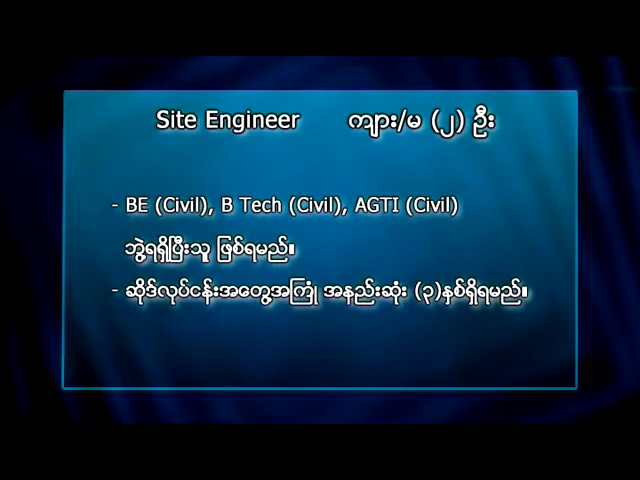 Site Engineer ကျား/မ (၂) ဦး
- BE (Civil), B Tech (Civil), AGTI (Civil)
ဘွဲ့ရရှိပြီးသူ ဖြစ်ရမည်။
- ဆိုဒ်လုပ်ငန်းအတွေ့အကြုံ အနည်းဆုံး (၃)နှစ်ရှိရမည်။